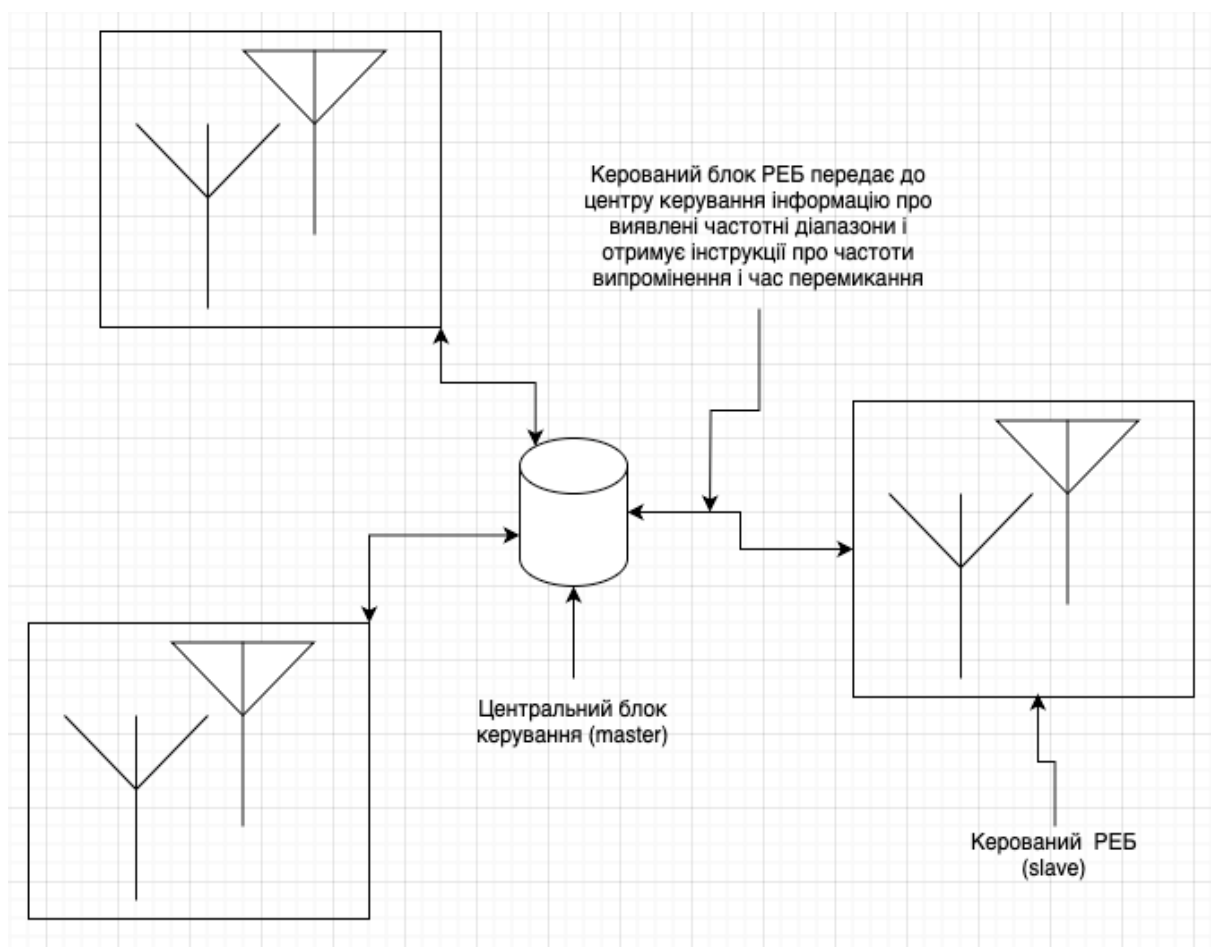 Керований блок РЕБ передає до
центру керування інформацію про
виявлені частотні діапазони і
отримує інструкції про частоти
випромінення і час перемикання
Центральний блок
керування (master)
Керований РЕБ
(slave)